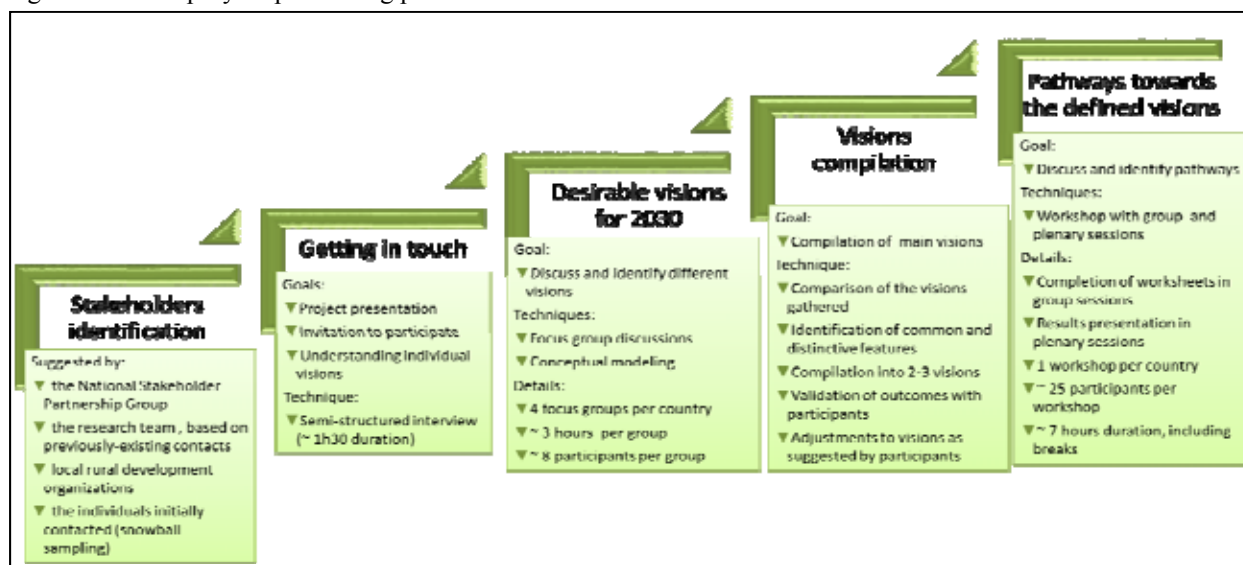 Stakeholders
identification
Suggested by:
the National Stakeholder
Partnership Group
the research team , based on
previously-existing contacts
local rural development
organizations
the individuals initially
contacted (snowball
sampling)
Getting in touch
Goals:
Project presentation
Invitation to participate
Understanding individual
visions
Technique:
Semi-structured interview
(~ 1h30 duration)
Desirable visions
for 2030
Goal:
Discuss and identify different
visions
Techniques:
Focus group discussions
Conceptual modeling
Details:
4 focus groups per country
~ 3 hours per group
~ 8 participants per group
Visions
compilation
Goal:
Compilation of main visions
Technique:
Comparison of the visions
gathered
Identification of common and
distinctive features
Compilation into 2-3 visions
Validation of outcomes with
participants
Adjustments to visions as
suggested by participants
Pathways towards
the defined visions
Goal:
Discuss and identify pathways
Techniques:
Workshop with group and
plenary sessions
Details:
Completion of worksheets in
group sessions
Results presentation in
plenary sessions
1 workshop per country
~ 25 participants per
workshop
~ 7 hours duration, including
breaks